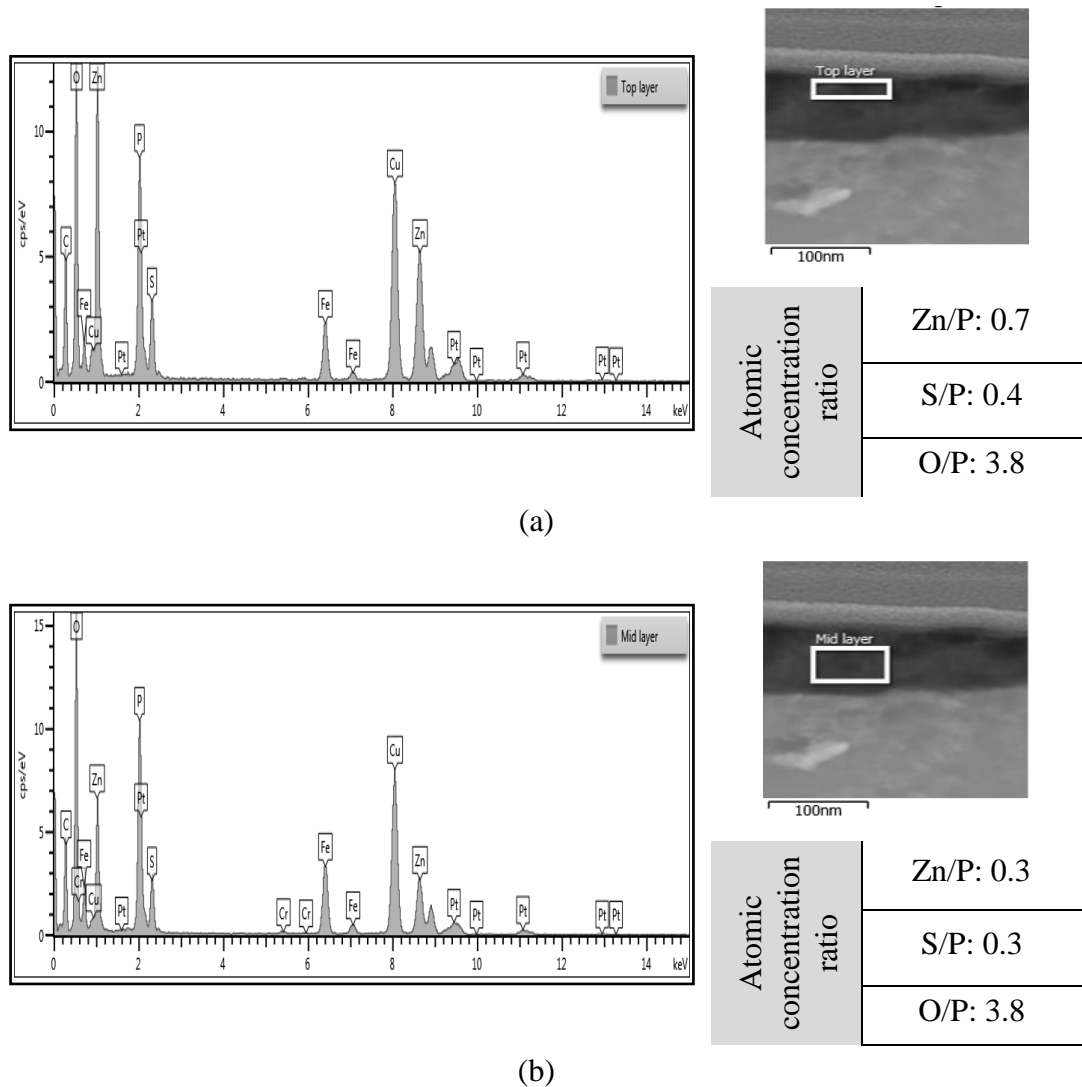 Top layer
O Zn
P
Cu
C
Pt
Zn
S
Fe
Fe
Cu
Pt
Fe
Pt
Pt
Pt
Pt Pt
cps/eV
10
5
0
0 2 4 6 8 10 12 14 keV
Top layer
100nm
Atomic
concentration
ratio
Zn/P: 0.7
S/P: 0.4
O/P: 3.8
(a)
Mid layer
O
P
Zn
Cu
Pt
C
Fe
S
Fe
Zn
Cr
Cu
Pt
Cr Cr
Fe
Pt
Pt
Pt
Pt Pt
cps/eV
15
10
5
0
0 2 4 6 8 10 12 14 keV
Mid layer
100nm
Atomic
concentration
ratio
Zn/P: 0.3
S/P: 0.3
O/P: 3.8
(b)